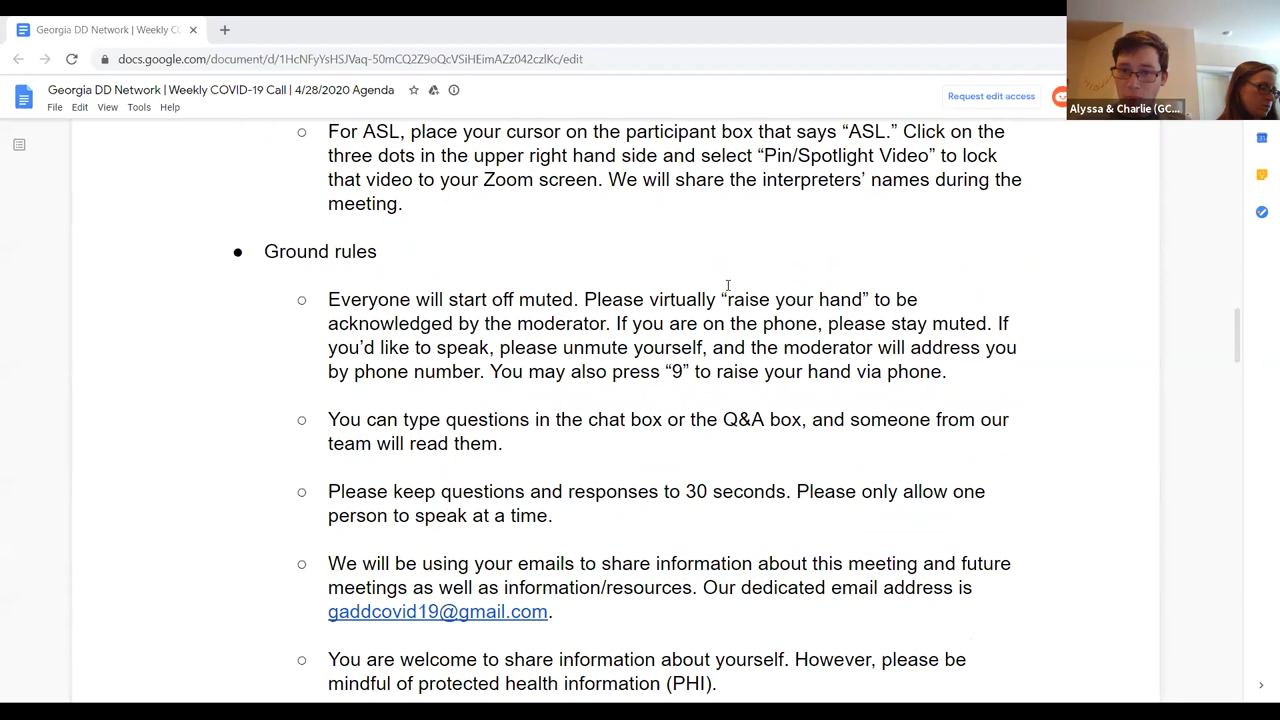 Georgia DD Network | Weekly CO
docs.google.com/document/d/1HcNFyYsHSJVaq-50mCQ2Z9oQcVSiHEimAZz042czlKc/edit
Georgia DD Network | Weekly COVID-19 Call | 4/28/2020 Agenda
File Edit View Tools Help
Request edit access
Alyssa & Charlie (GC...
31
○ For ASL, place your cursor on the participant box that says “ASL.” Click on the
three dots in the upper right hand side and select “Pin/Spotlight Video” to lock
that video to your Zoom screen. We will share the interpreters’ names during the
meeting.
● Ground rules
○ Everyone will start off muted. Please virtually “raise your hand” to be
acknowledged by the moderator. If you are on the phone, please stay muted. If
you’d like to speak, please unmute yourself, and the moderator will address you
by phone number. You may also press “9” to raise your hand via phone.
○ You can type questions in the chat box or the Q&A box, and someone from our
team will read them.
○ Please keep questions and responses to 30 seconds. Please only allow one
person to speak at a time.
○ We will be using your emails to share information about this meeting and future
meetings as well as information/resources. Our dedicated email address is
gaddcovid19@gmail.com.
○ You are welcome to share information about yourself. However, please be
mindful of protected health information (PHI).